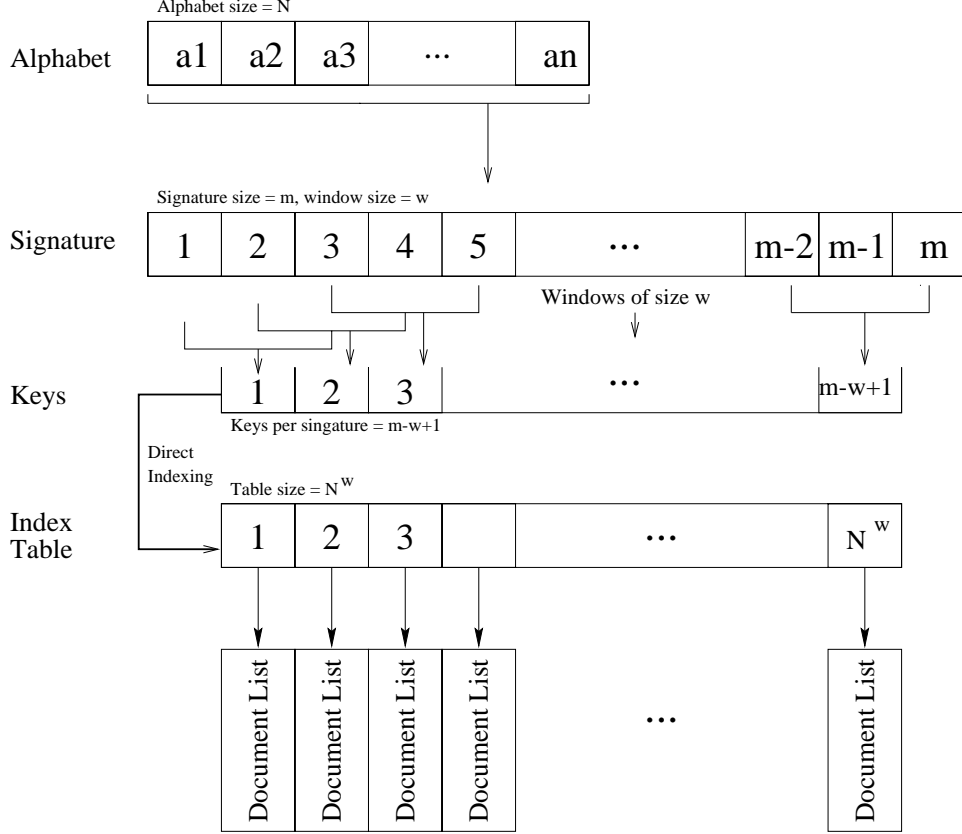 Alphabet size = N
Alphabet a1 a2 a3 ... an
Signature size = m, window size = w
Signature 1 2 3 4 5 ... m-2 m-1 m
Windows of size w
Keys 1 2 3 ... m-w+1
Keys per singature = m-w+1
Direct
Indexing
Table size = N^w
Index
Table
1 2 3 ... N^w
Document List
Document List
Document List
Document List
...
Document List